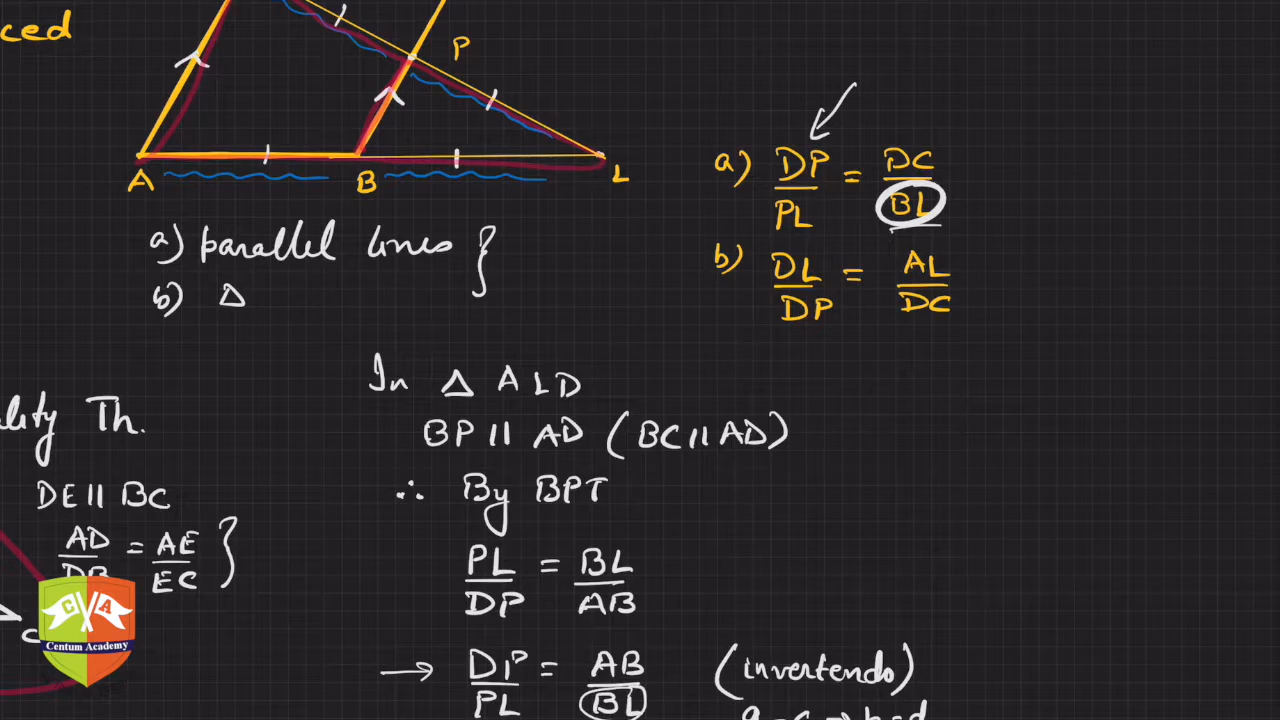 ced
P
A
B
L
a) parallel lines }
b) Δ
a) DP/PL = DC/BL
b) DL/DP = AL/DC
In Δ ALD
BP || AD (BC || AD)
∴ By BPT
PL/DP = BL/AB
→ DP/PL = AB/BL (invertendo)
lity Th.
DE || BC
AD/DB = AE/EC }
C
C A
Centum Academy